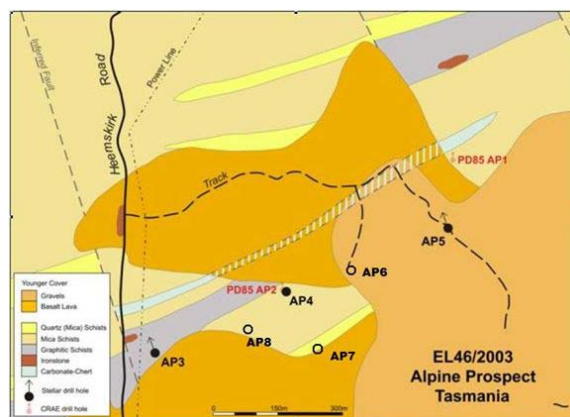 Inferred Fault
Heemskirk Road
Power Line
Track
PD85 AP1
AP5
AP6
PD85 AP2
AP4
AP8
AP7
AP3
Younger Cover
Gravels
Basalt Lava
Quartz (Mica) Schists
Mica Schists
Graphitic Schists
Ironstone
Carbonate-Chert
Stellar drill hole
CRAE drill hole
EL46/2003
Alpine Prospect
Tasmania
0 150m 300m